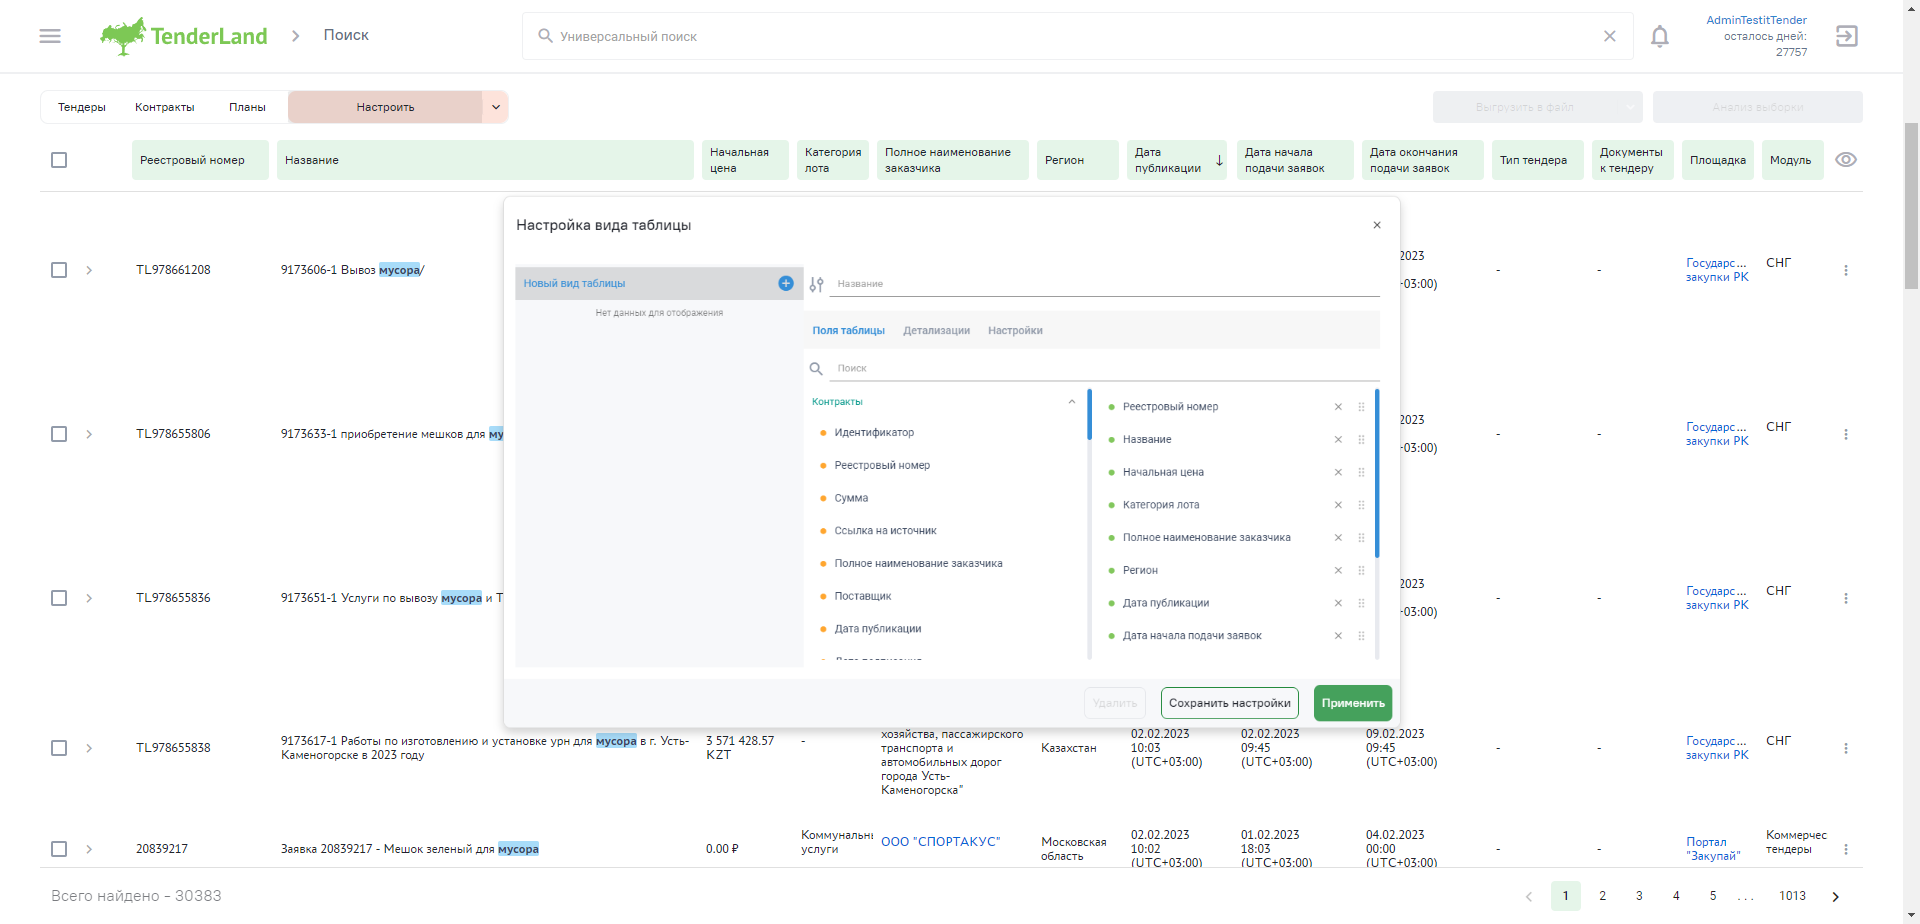 TenderLand
Поиск
Универсальный поиск
AdminTestitTender
осталось дней:
27757
Тендеры
Контракты
Планы
Настроить
Выгрузить в файл
Анализ выборки
Реестровый номер
Название
Начальная
цена
Категория
лота
Полное наименование
заказчика
Регион
Дата
публикации
Дата начала
подачи заявок
Дата окончания
подачи заявок
Тип тендера
Документы
к тендеру
Площадка
Модуль
TL978661208
9173606-1 Вывоз мусора/
2023
+03:00)
-
-
Государс...
закупки РК
СНГ
TL978655806
9173633-1 приобретение мешков для му
2023
+03:00)
-
-
Государс...
закупки РК
СНГ
TL978655836
9173651-1 Услуги по вывозу мусора и Т
2023
+03:00)
-
-
Государс...
закупки РК
СНГ
Настройка вида таблицы
Новый вид таблицы
Нет данных для отображения
Название
Поля таблицы
Детализации
Настройки
Поиск
Контракты
Идентификатор
Реестровый номер
Сумма
Ссылка на источник
Полное наименование заказчика
Поставщик
Дата публикации
Дата подписания
Реестровый номер
Название
Начальная цена
Категория лота
Полное наименование заказчика
Регион
Дата публикации
Дата начала подачи заявок
Удалить
Сохранить настройки
Применить
TL978655838
9173617-1 Работы по изготовлению и установке урн для мусора в г. Усть-
Каменогорске в 2023 году
3 571 428.57
KZT
-
хозяйства, пассажирского
транспорта и
автомобильных дорог
города Усть-
Каменогорска"
Казахстан
02.02.2023
10:03
(UTC+03:00)
02.02.2023
09:45
(UTC+03:00)
09.02.2023
09:45
(UTC+03:00)
-
-
Государс...
закупки РК
СНГ
20839217
Заявка 20839217 - Мешок зеленый для мусора
0.00 ₽
Коммунальны
услуги
ООО "СПОРТАКУС"
Московская
область
02.02.2023
10:02
(UTC+03:00)
01.02.2023
18:03
(UTC+03:00)
04.02.2023
00:00
(UTC+03:00)
-
-
Портал
"Закупай"
Коммерчес
тендеры
Всего найдено - 30383
1
2
3
4
5
...
1013